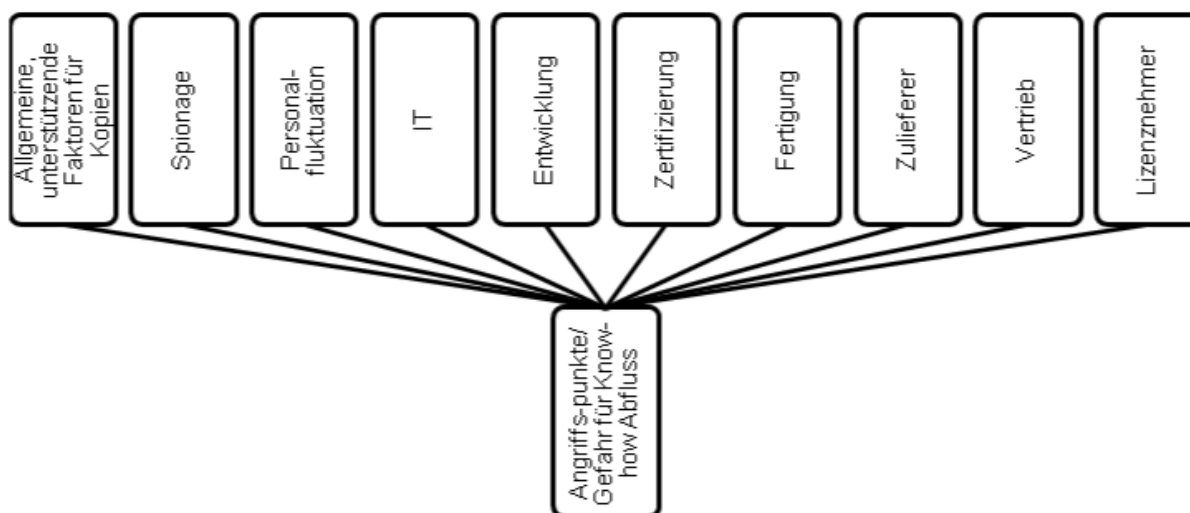 Allgemeine,
unterstützende
Faktoren für
Kopien
Spionage
Personal-
fluktuation
IT
Entwicklung
Zertifizierung
Fertigung
Zulieferer
Vertrieb
Lizenznehmer
Angriffs-punkte/
Gefahr für Know-
how Abfluss